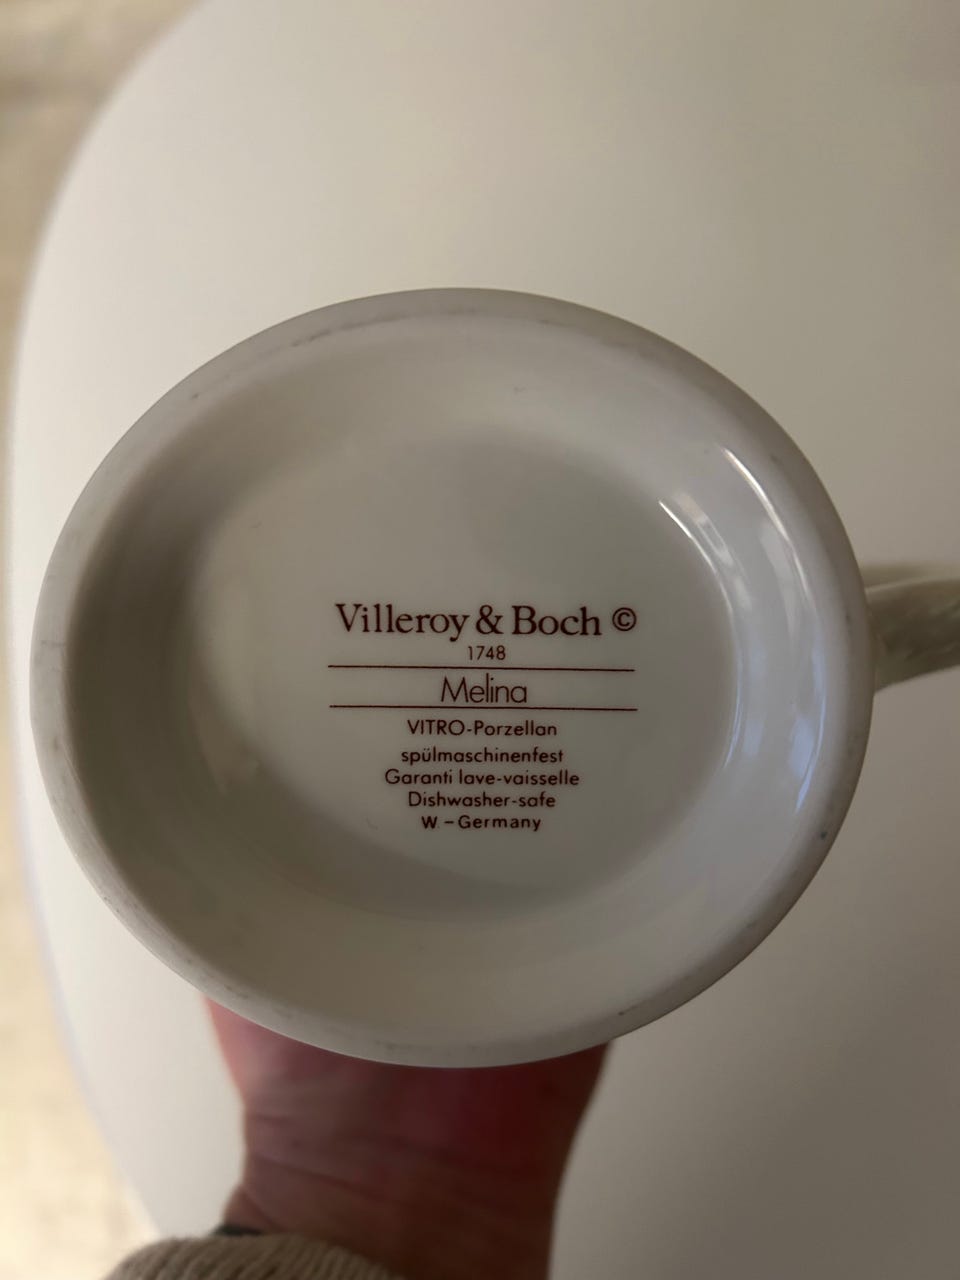 Villeroy & Boch ©
1748
Melina
VITRO-Porzellan
spülmaschinenfest
Garanti lave-vaisselle
Dishwasher-safe
W.-Germany